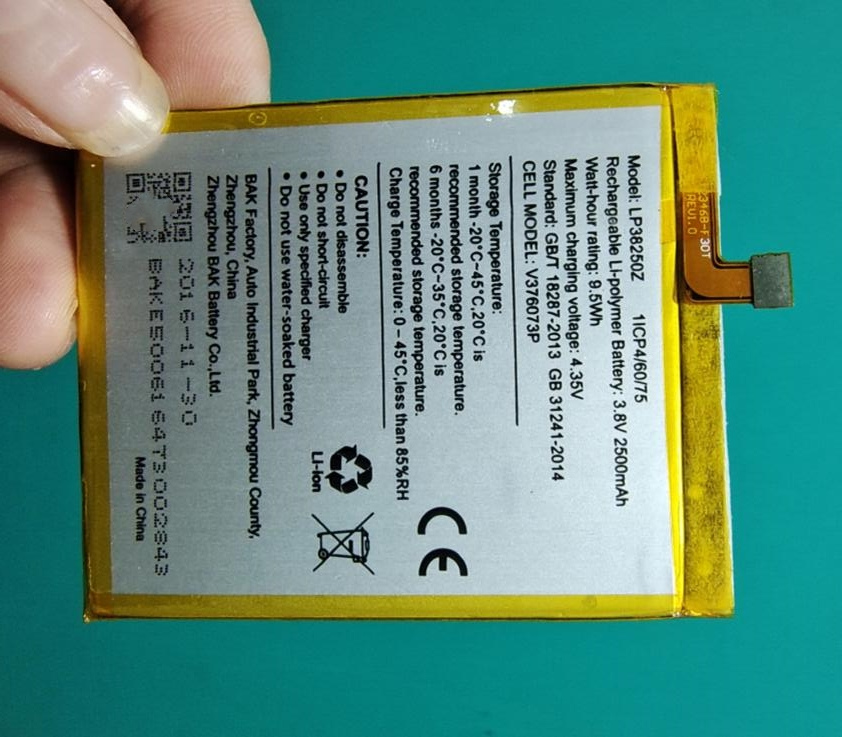 Model: LP38250Z 1ICP4/60/75
Rechargeable Li-polymer Battery: 3.8V 2500mAh
Watt-hour rating: 9.5Wh
Maximum charging voltage: 4.35V
Standard: GB/T 18287-2013 GB 31241-2014
CELL MODEL: V376073P
Storage Temperature:
1 month -20°C~45°C,20°C is
recommended storage temperature.
6 months -20°C~35°C,20°C is
recommended storage temperature.
Charge Temperature: 0 ~ 45°C,less than 85%RH
CE
CAUTION:
• Do not disassemble
• Do not short-circuit
• Use only specified charger
• Do not use water-soaked battery
Li-ion
BAK Factory, Auto Industrial Park, Zhongmou County,
Zhengzhou, China
Zhengzhou BAK Battery Co.,Ltd.
2016-11-30
BAKE500616473002843
Made in China
3468-F 30T
REV1.0